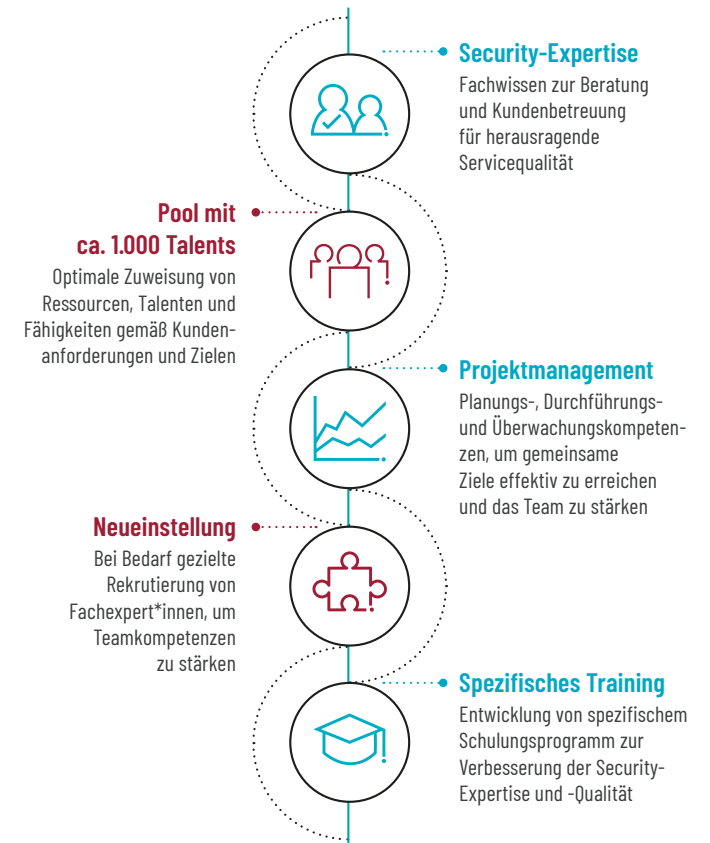 Security-Expertise
Fachwissen zur Beratung
und Kundenbetreuung
für herausragende
Servicequalität
Pool mit
ca. 1.000 Talents
Optimale Zuweisung von
Ressourcen, Talenten und
Fähigkeiten gemäß Kunden-
anforderungen und Zielen
Projektmanagement
Planungs-, Durchführungs-
und Überwachungskompeten-
zen, um gemeinsame
Ziele effektiv zu erreichen
und das Team zu stärken
Neueinstellung
Bei Bedarf gezielte
Rekrutierung von
Fachexpert*innen, um
Teamkompetenzen
zu stärken
Spezifisches Training
Entwicklung von spezifischem
Schulungsprogramm zur
Verbesserung der Security-
Expertise und -Qualität